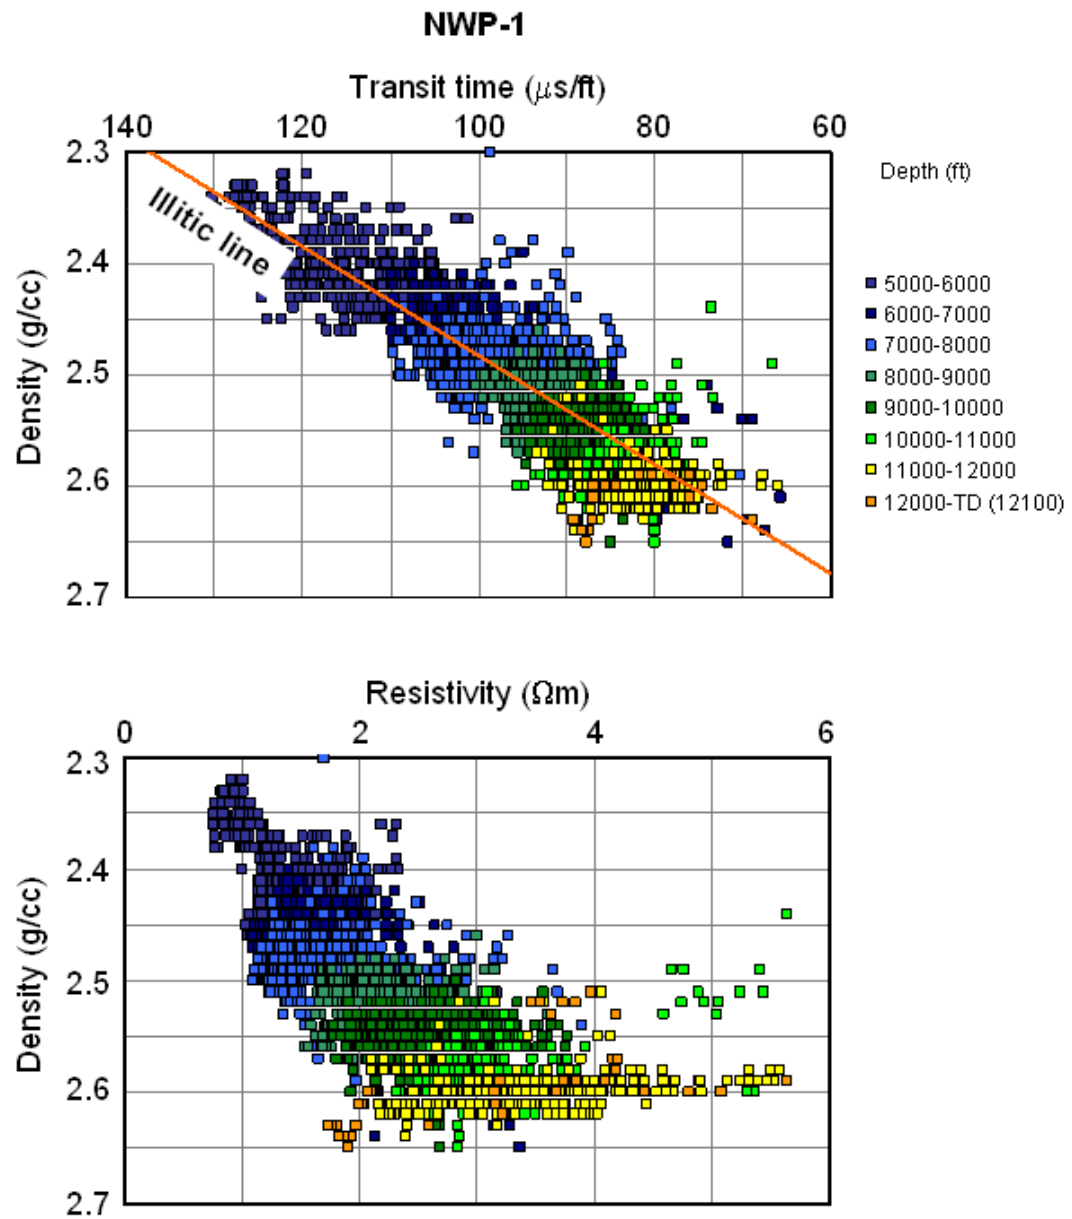 NWP-1
Transit time (μs/ft)
140 120 100 80 60
2.3
2.4
2.5
2.6
2.7
Density (g/cc)
Illitic line
Depth (ft)
5000-6000
6000-7000
7000-8000
8000-9000
9000-10000
10000-11000
11000-12000
12000-TD (12100)
Resistivity (Ωm)
0 2 4 6
2.3
2.4
2.5
2.6
2.7
Density (g/cc)